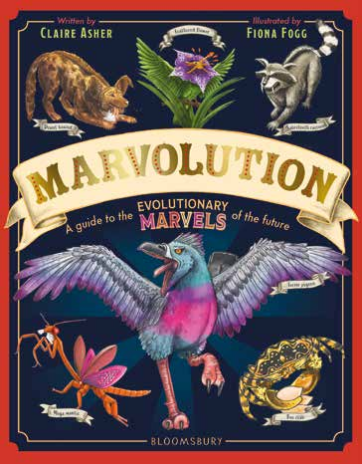 Written by
CLAIRE ASHER
Illustrated by
FIONA FOGG
MARVOLUTION
A guide to the EVOLUTIONARY MARVELS of the future
BLOOMSBURY